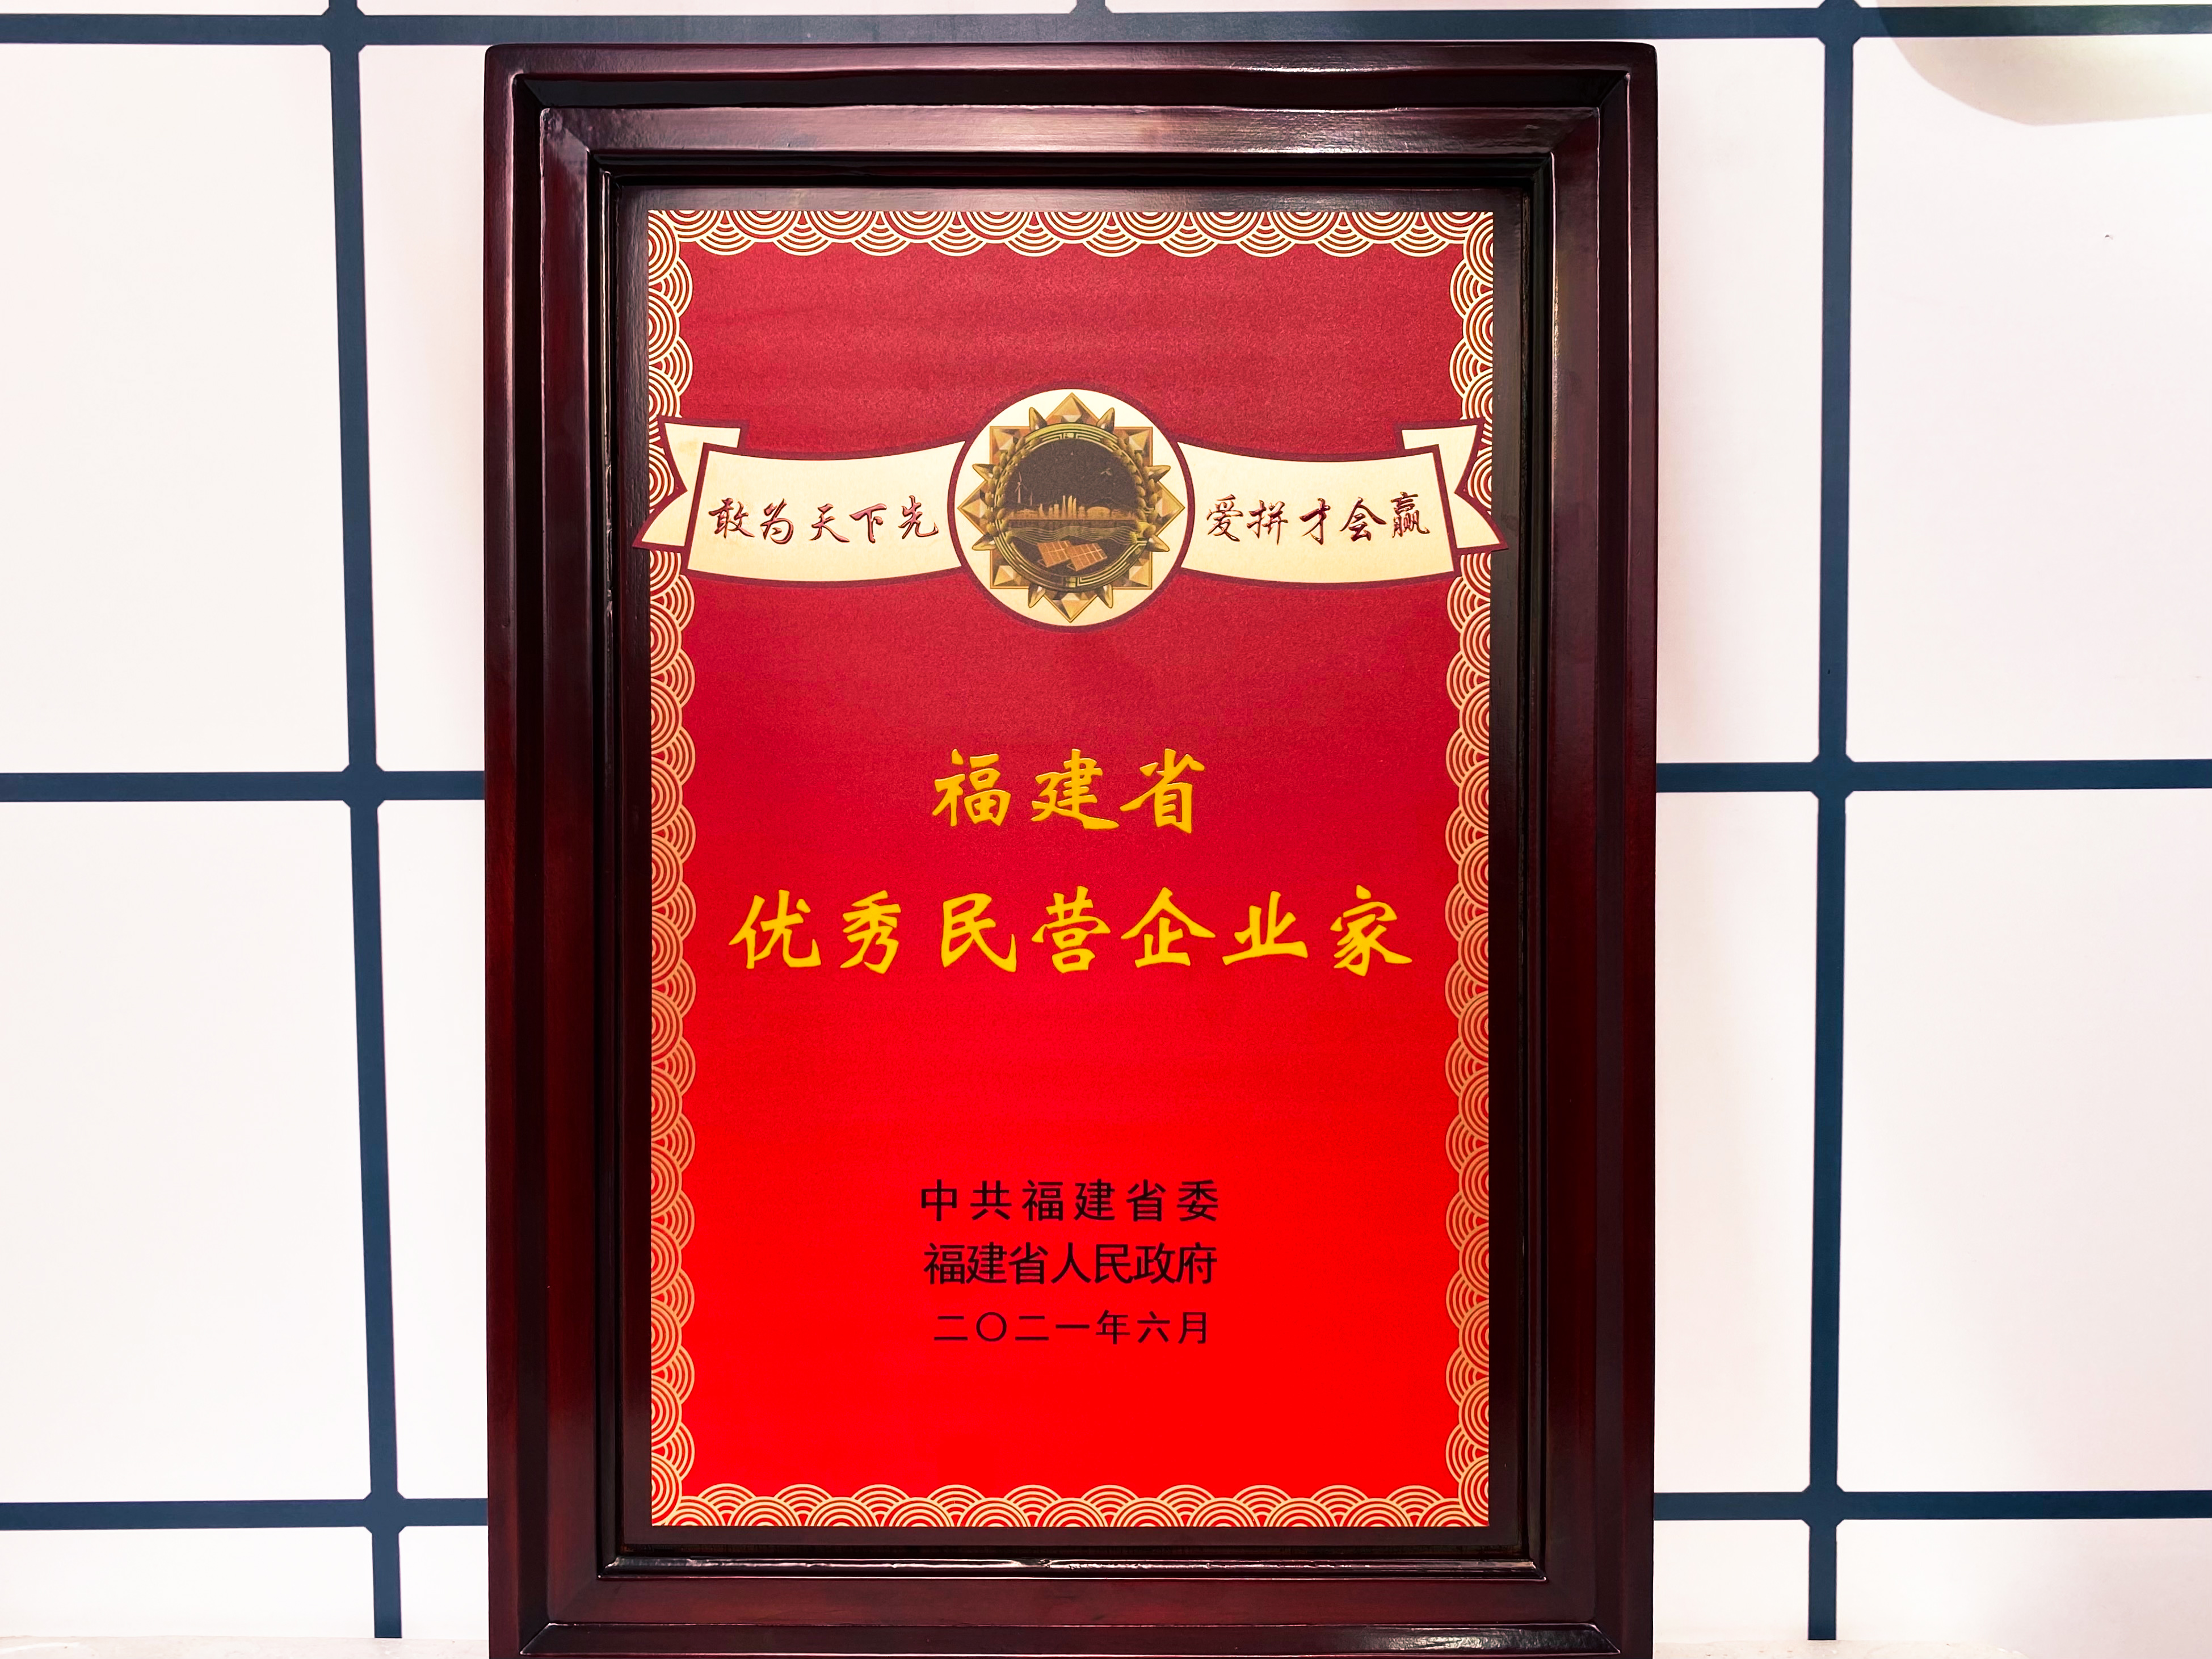 敢为天下先 爱拼才会赢
福建省
优秀民营企业家
中共福建省委
福建省人民政府
二〇二一年六月